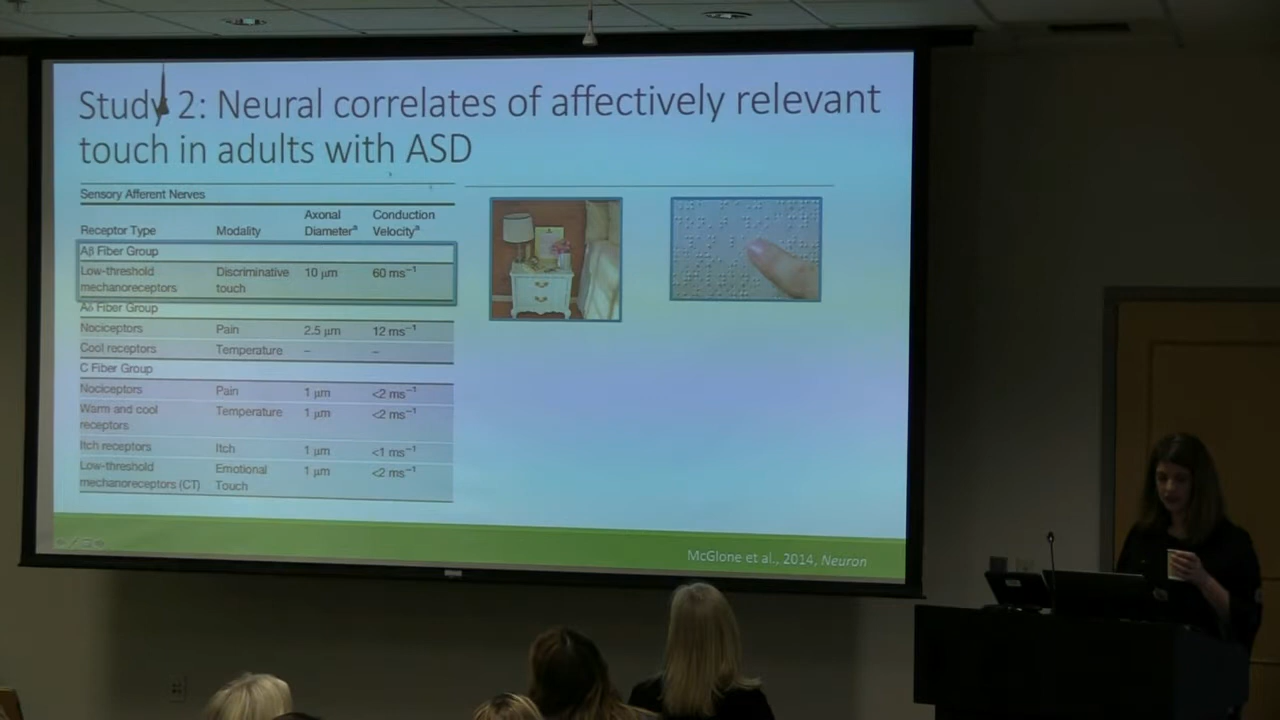 Study 2: Neural correlates of affectively relevant
touch in adults with ASD
Sensory Afferent Nerves
Receptor Type Modality Axonal Diameterᵃ Conduction Velocityᵃ
Aβ Fiber Group
Low-threshold mechanoreceptors Discriminative touch 10 μm 60 ms⁻¹
Aδ Fiber Group
Nociceptors Pain 2.5 μm 12 ms⁻¹
Cool receptors Temperature – –
C Fiber Group
Nociceptors Pain 1 μm <2 ms⁻¹
Warm and cool receptors Temperature 1 μm <2 ms⁻¹
Itch receptors Itch 1 μm <1 ms⁻¹
Low-threshold mechanoreceptors (CT) Emotional Touch 1 μm <2 ms⁻¹
McGlone et al., 2014, Neuron